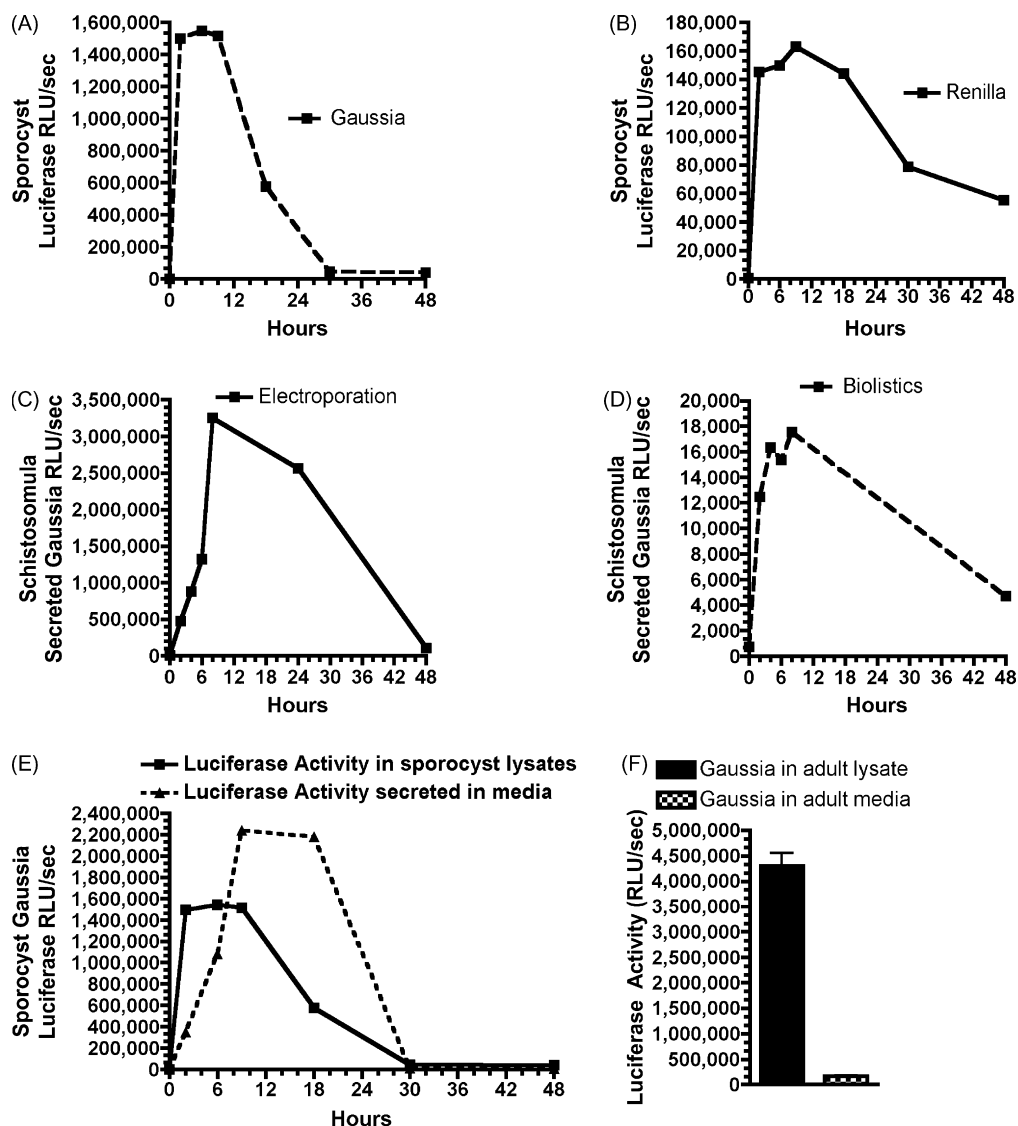 (A)
Sporocyst
Luciferase RLU/sec
1,600,000
1,400,000
1,200,000
1,000,000
800,000
600,000
400,000
200,000
0
Gaussia
0 12 24 36 48
Hours
(B)
Sporocyst
Luciferase RLU/sec
180,000
160,000
140,000
120,000
100,000
80,000
60,000
40,000
20,000
0
Renilla
0 6 12 18 24 30 36 42 48
Hours
(C)
Schistosomula
Secreted Gaussia RLU/sec
Electroporation
3,500,000
3,000,000
2,500,000
2,000,000
1,500,000
1,000,000
500,000
0
0 6 12 18 24 30 36 42 48
Hours
(D)
Schistosomula
Secreted Gaussia RLU/sec
Biolistics
20,000
18,000
16,000
14,000
12,000
10,000
8,000
6,000
4,000
2,000
0
0 6 12 18 24 30 36 42 48
Hours
(E)
Luciferase Activity in sporocyst lysates
Luciferase Activity secreted in media
Sporocyst Gaussia
Luciferase RLU/sec
2,400,000
2,200,000
2,000,000
1,800,000
1,600,000
1,400,000
1,200,000
1,000,000
800,000
600,000
400,000
200,000
0
0 6 12 18 24 30 36 42 48
Hours
(F)
Gaussia in adult lysate
Gaussia in adult media
Luciferase Activity (RLU/sec)
5,000,000
4,500,000
4,000,000
3,500,000
3,000,000
2,500,000
2,000,000
1,500,000
1,000,000
500,000
0